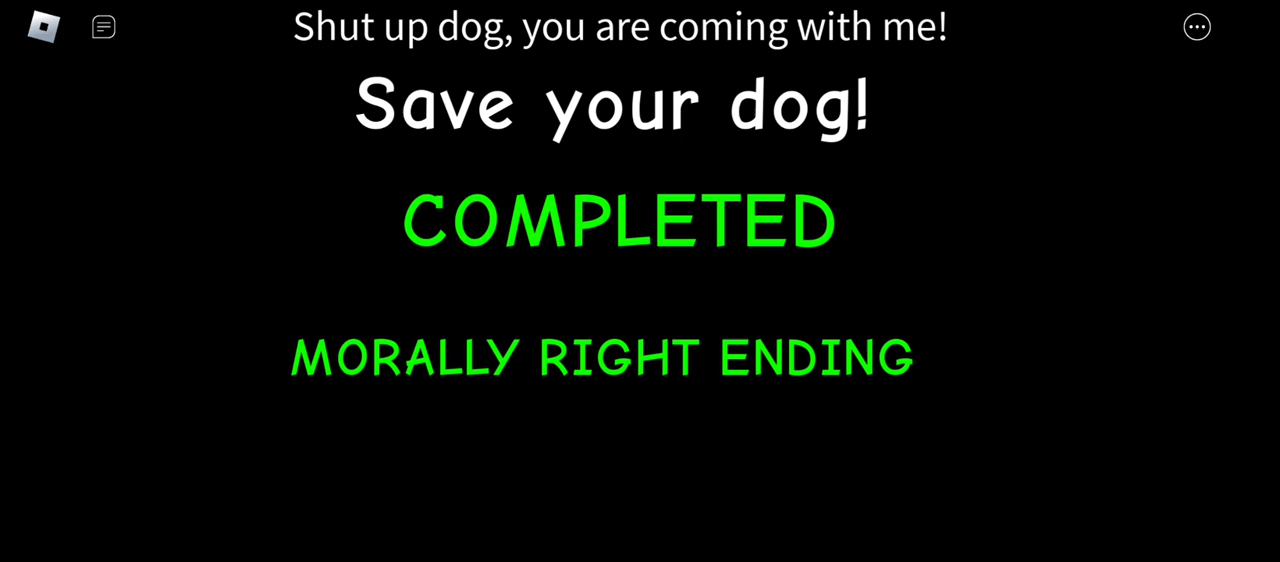 Shut up dog, you are coming with me!
Save your dog!
COMPLETED
MORALLY RIGHT ENDING